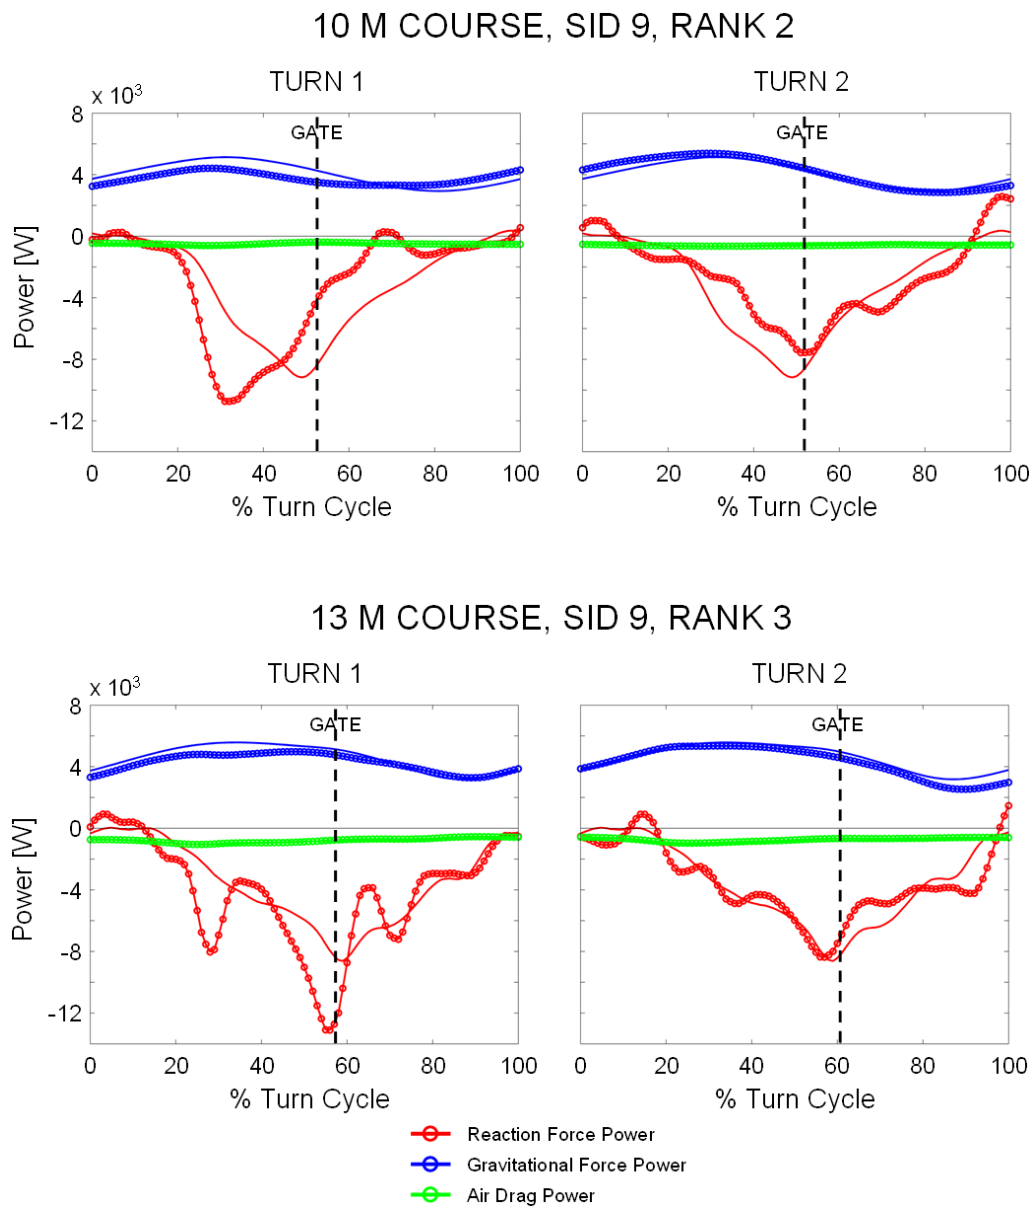 10 M COURSE, SID 9, RANK 2
TURN 1
TURN 2
x 10³
8
4
0
-4
-8
-12
Power [W]
GATE
GATE
0 20 40 60 80 100
0 20 40 60 80 100
% Turn Cycle
% Turn Cycle
13 M COURSE, SID 9, RANK 3
TURN 1
TURN 2
x 10³
8
4
0
-4
-8
-12
Power [W]
GATE
GATE
0 20 40 60 80 100
0 20 40 60 80 100
% Turn Cycle
% Turn Cycle
Reaction Force Power
Gravitational Force Power
Air Drag Power